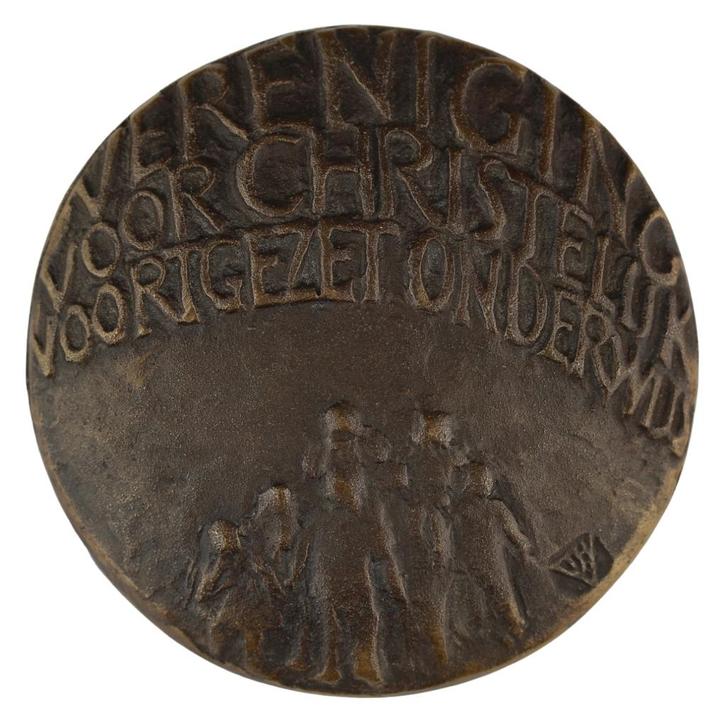 VERENIGING
VOOR CHRISTELIJK
VOORTGEZET ONDERWIJS